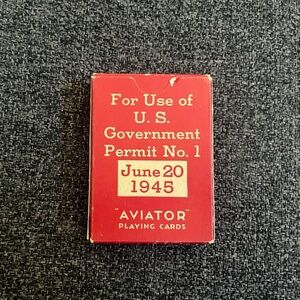 For Use of
U. S.
Government
Permit No. 1
June 20
1945
"AVIATOR"
PLAYING CARDS